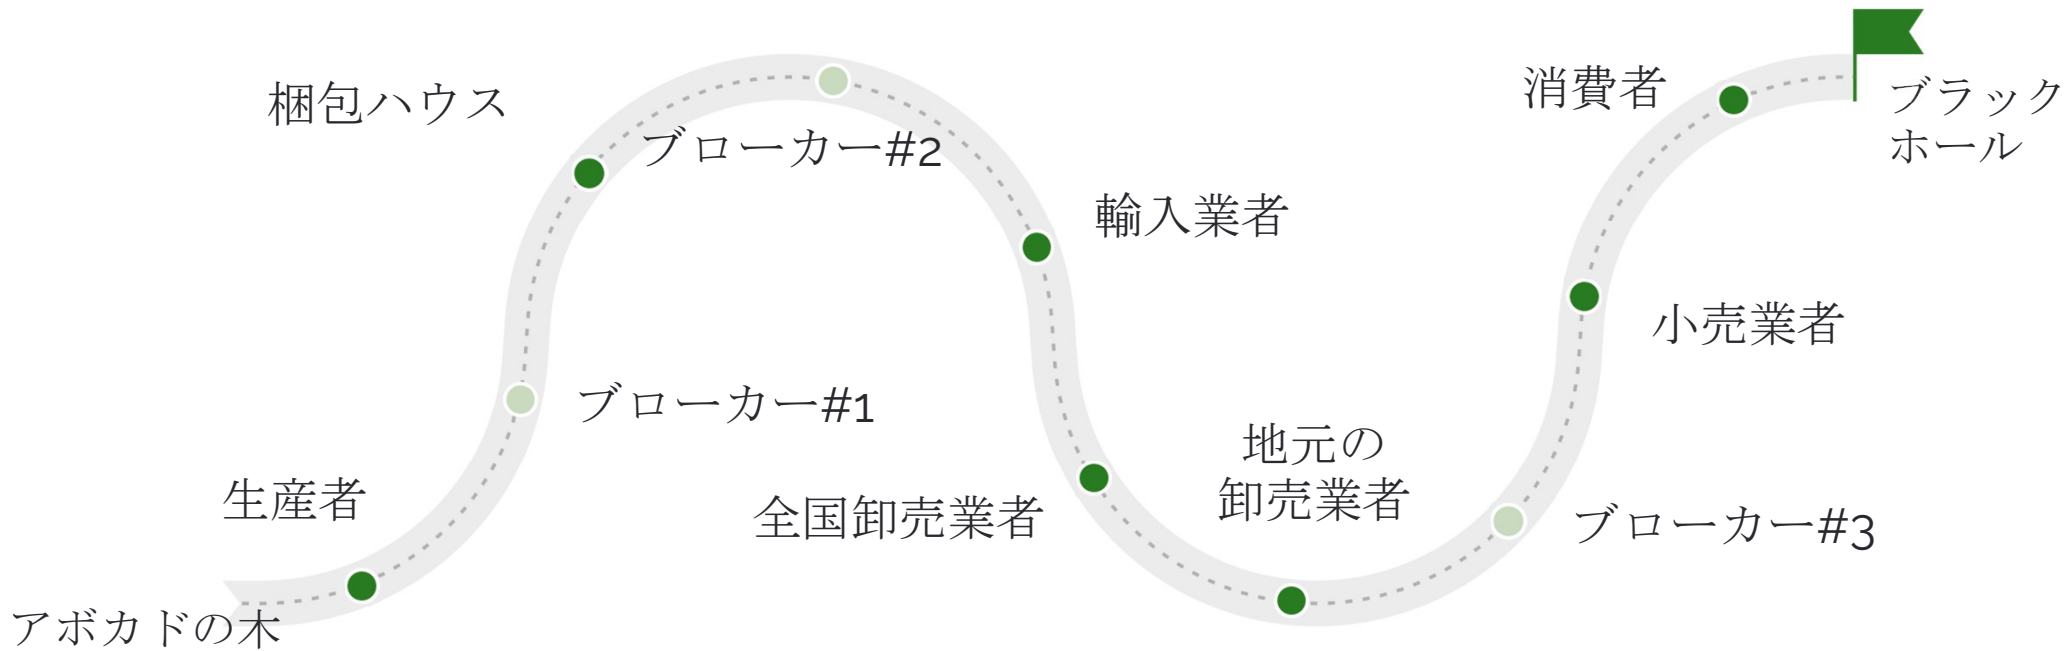 アボカドの木
生産者
ブローカー#1
梱包ハウス
ブローカー#2
輸入業者
全国卸売業者
地元の
卸売業者
ブローカー#3
小売業者
消費者
ブラック
ホール